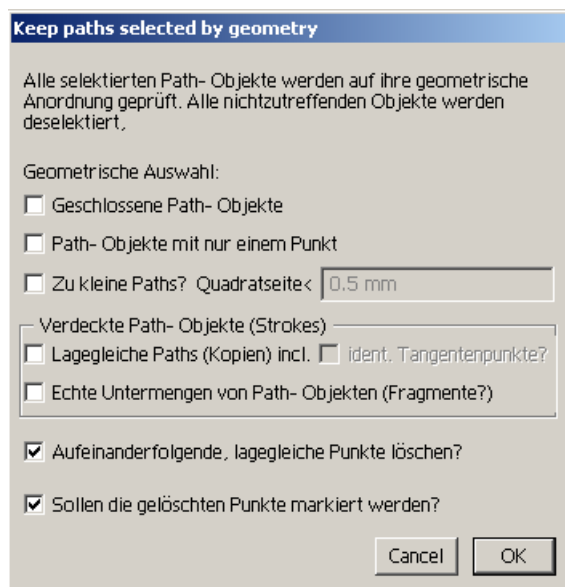 Keep paths selected by geometry
Alle selektierten Path- Objekte werden auf ihre geometrische
Anordnung geprüft. Alle nichtzutreffenden Objekte werden
deselektiert,
Geometrische Auswahl:
Geschlossene Path- Objekte
Path- Objekte mit nur einem Punkt
Zu kleine Paths? Quadratseite< 0.5 mm
Verdeckte Path- Objekte (Strokes)
Lagegleiche Paths (Kopien) incl. ident. Tangentenpunkte?
Echte Untermengen von Path- Objekten (Fragmente?)
Aufeinanderfolgende, lagegleiche Punkte löschen?
Sollen die gelöschten Punkte markiert werden?
Cancel OK